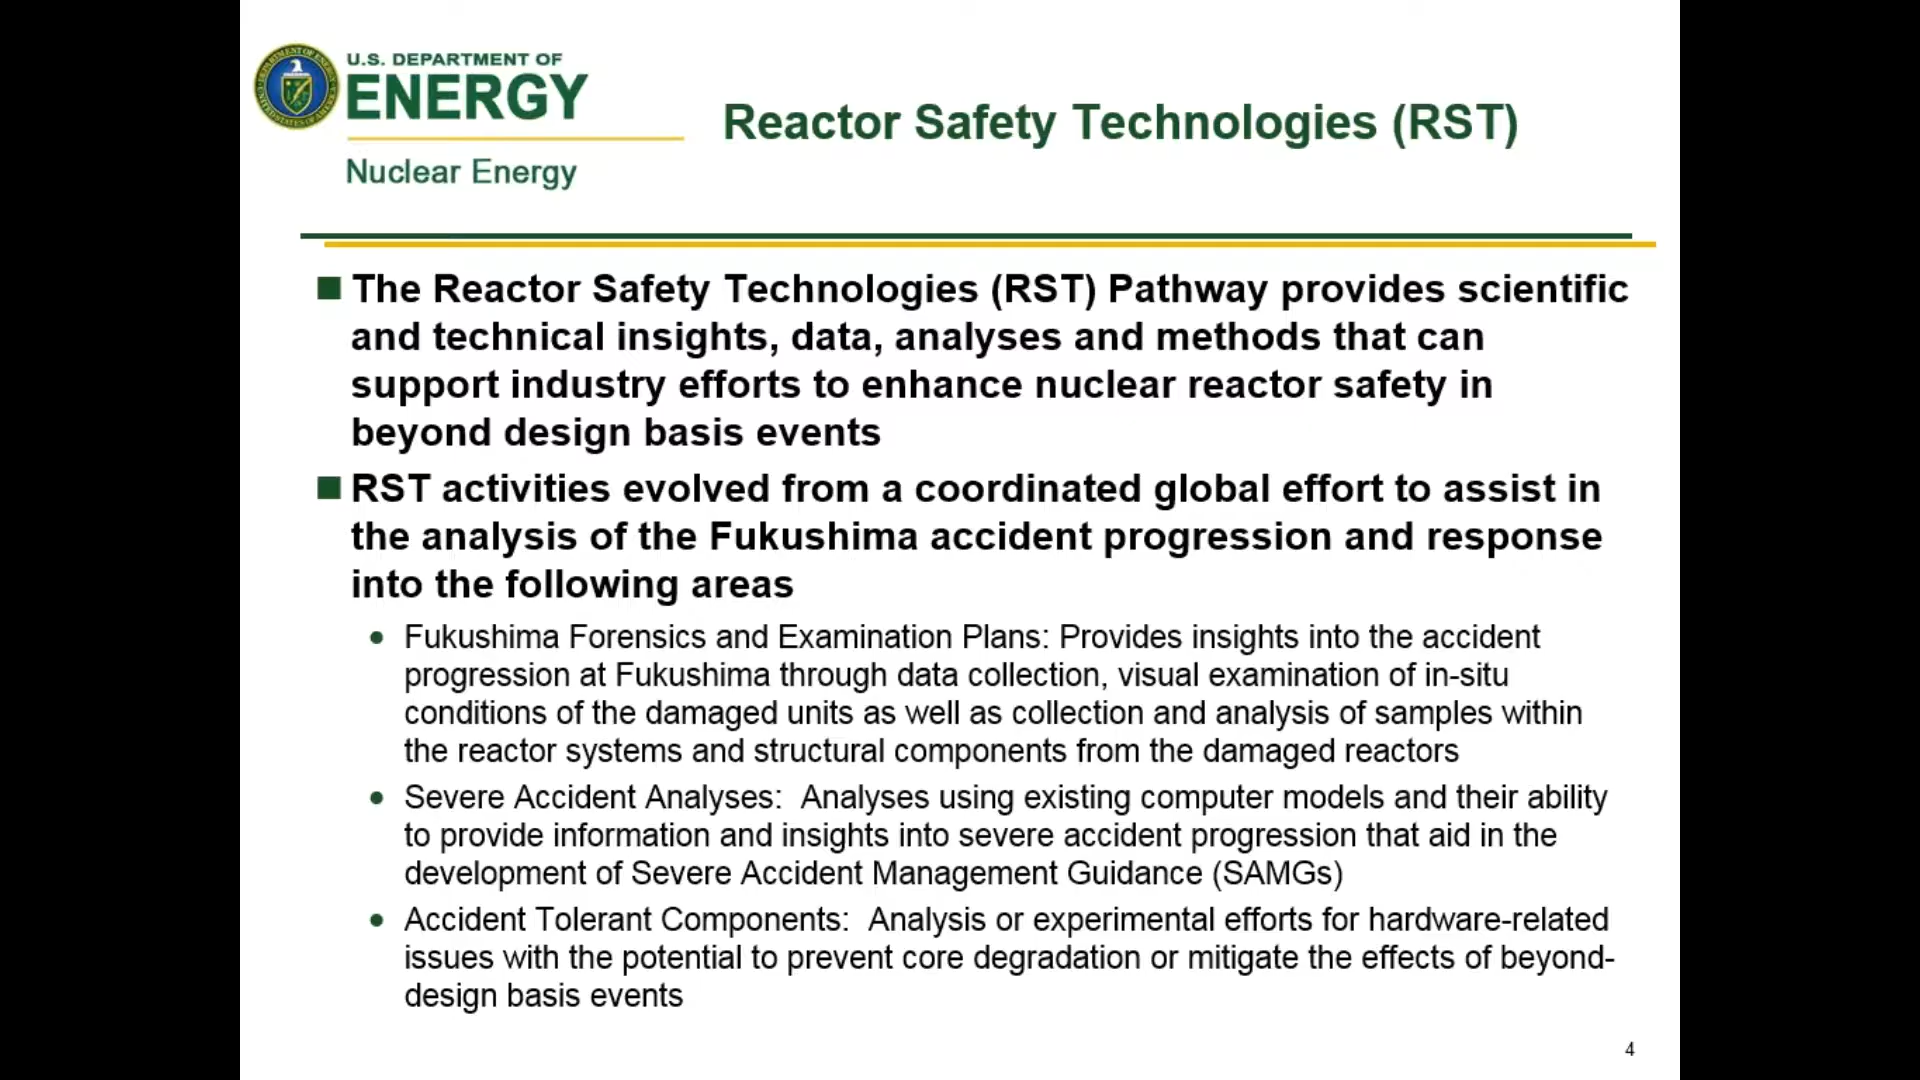 U.S. DEPARTMENT OF
ENERGY
Nuclear Energy
Reactor Safety Technologies (RST)
The Reactor Safety Technologies (RST) Pathway provides scientific
and technical insights, data, analyses and methods that can
support industry efforts to enhance nuclear reactor safety in
beyond design basis events
RST activities evolved from a coordinated global effort to assist in
the analysis of the Fukushima accident progression and response
into the following areas
• Fukushima Forensics and Examination Plans: Provides insights into the accident
progression at Fukushima through data collection, visual examination of in-situ
conditions of the damaged units as well as collection and analysis of samples within
the reactor systems and structural components from the damaged reactors
• Severe Accident Analyses:  Analyses using existing computer models and their ability
to provide information and insights into severe accident progression that aid in the
development of Severe Accident Management Guidance (SAMGs)
• Accident Tolerant Components:  Analysis or experimental efforts for hardware-related
issues with the potential to prevent core degradation or mitigate the effects of beyond-
design basis events
4